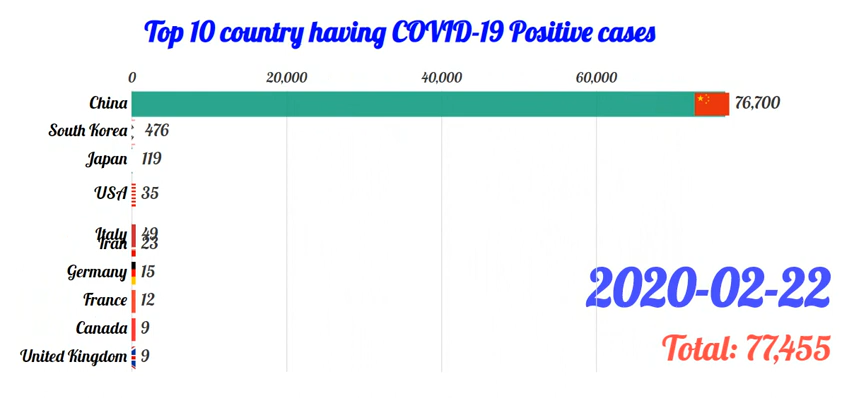 Top 10 country having COVID-19 Positive cases
0 20,000 40,000 60,000
China 76,700
South Korea 476
Japan 119
USA 35
Italy 49
Iran 23
Germany 15
France 12
Canada 9
United Kingdom 9
2020-02-22
Total: 77,455